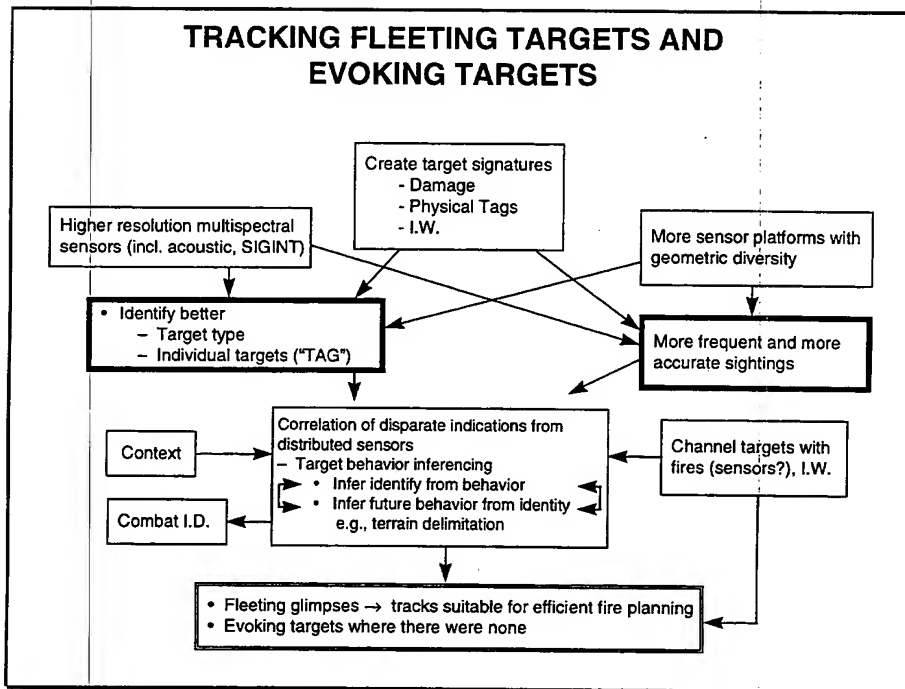 TRACKING FLEETING TARGETS AND
EVOKING TARGETS
Create target signatures
- Damage
- Physical Tags
- I.W.
Higher resolution multispectral
sensors (incl. acoustic, SIGINT)
More sensor platforms with
geometric diversity
• Identify better
– Target type
– Individual targets ("TAG")
More frequent and more
accurate sightings
Correlation of disparate indications from
distributed sensors
– Target behavior inferencing
• Infer identify from behavior
• Infer future behavior from identity
e.g., terrain delimitation
Context
Combat I.D.
Channel targets with
fires (sensors?), I.W.
• Fleeting glimpses → tracks suitable for efficient fire planning
• Evoking targets where there were none